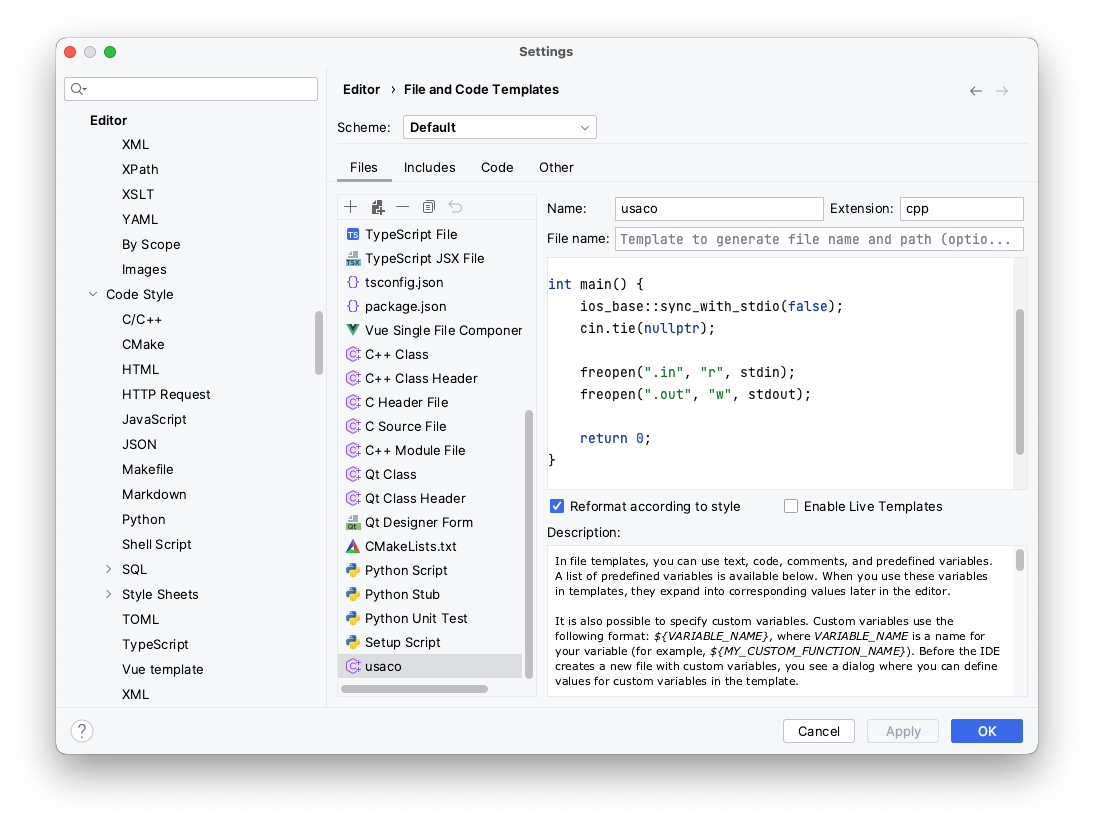 Settings
Editor › File and Code Templates
Editor
XML
XPath
XSLT
YAML
By Scope
Images
Code Style
C/C++
CMake
HTML
HTTP Request
JavaScript
JSON
Makefile
Markdown
Python
Shell Script
SQL
Style Sheets
TOML
TypeScript
Vue template
XML
Scheme: Default
Files Includes Code Other
TypeScript File
TypeScript JSX File
tsconfig.json
package.json
Vue Single File Componer
C++ Class
C++ Class Header
C Header File
C Source File
C++ Module File
Qt Class
Qt Class Header
Qt Designer Form
CMakeLists.txt
Python Script
Python Stub
Python Unit Test
Setup Script
usaco
Name: usaco Extension: cpp
File name: Template to generate file name and path (optio...
int main() {
    ios_base::sync_with_stdio(false);
    cin.tie(nullptr);
    freopen(".in", "r", stdin);
    freopen(".out", "w", stdout);
    return 0;
}
Reformat according to style Enable Live Templates
Description:
In file templates, you can use text, code, comments, and predefined variables.
A list of predefined variables is available below. When you use these variables
in templates, they expand into corresponding values later in the editor.
It is also possible to specify custom variables. Custom variables use the
following format: ${VARIABLE_NAME}, where VARIABLE_NAME is a name for
your variable (for example, ${MY_CUSTOM_FUNCTION_NAME}). Before the IDE
creates a new file with custom variables, you see a dialog where you can define
values for custom variables in the template.
? Cancel Apply OK